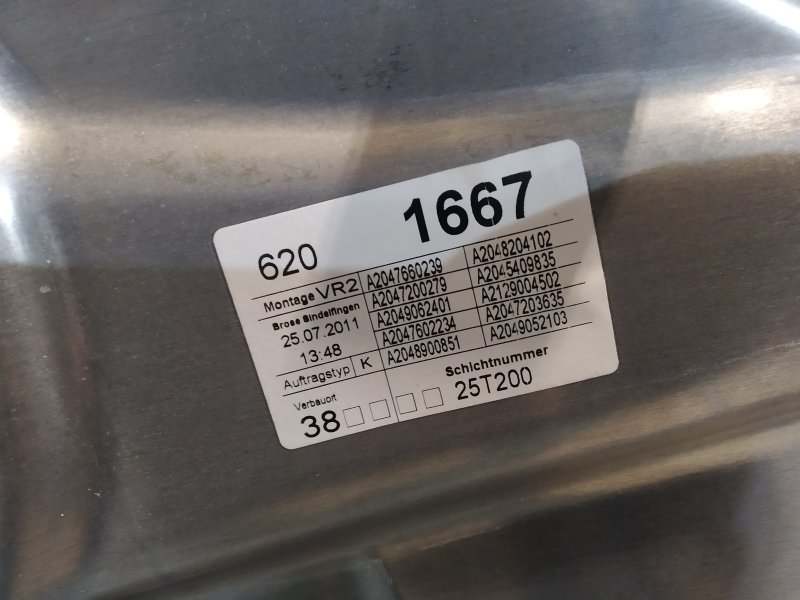 620 1667
Montage VR2 A2047660239 A2048204102
Brose Sindelfingen A2047200279 A2045409835
25.07.2011 A2049062401 A2129004502
13:48 A2047602234 A2047203635
Auftragstyp K A2048900851 A2049052103
Verbauort Schichtnummer
38 25T200